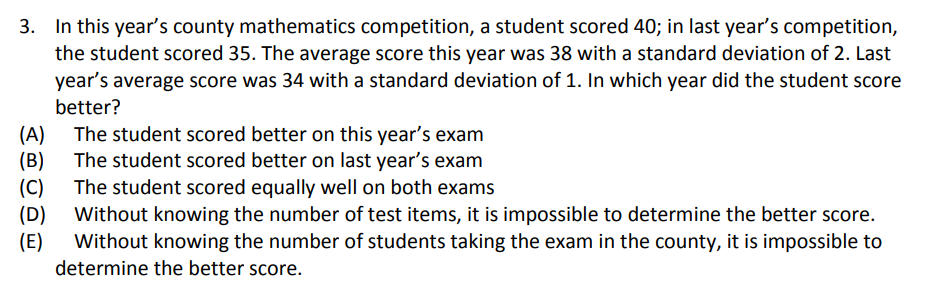 3. In this year’s county mathematics competition, a student scored 40; in last year’s competition,
the student scored 35. The average score this year was 38 with a standard deviation of 2. Last
year’s average score was 34 with a standard deviation of 1. In which year did the student score
better?
(A) The student scored better on this year’s exam
(B) The student scored better on last year’s exam
(C) The student scored equally well on both exams
(D) Without knowing the number of test items, it is impossible to determine the better score.
(E) Without knowing the number of students taking the exam in the county, it is impossible to
determine the better score.